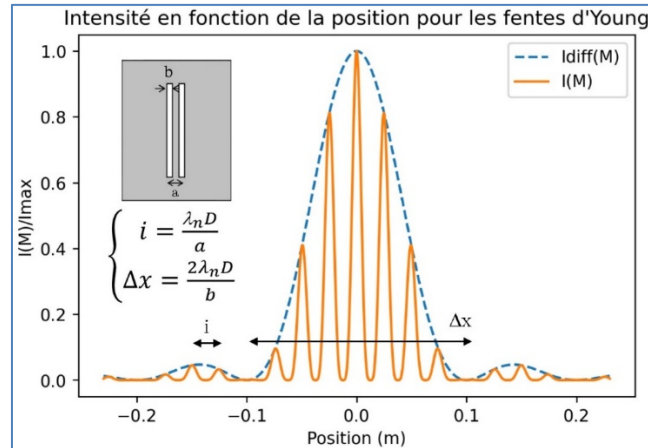 Intensité en fonction de la position pour les fentes d'Young
I(M)/Imax
1.0
0.8
0.6
0.4
0.2
0.0
b
a
i = λₙD/a
Δx = 2λₙD/b
Idiff(M)
I(M)
i
Δx
−0.2
−0.1
0.0
0.1
0.2
Position (m)